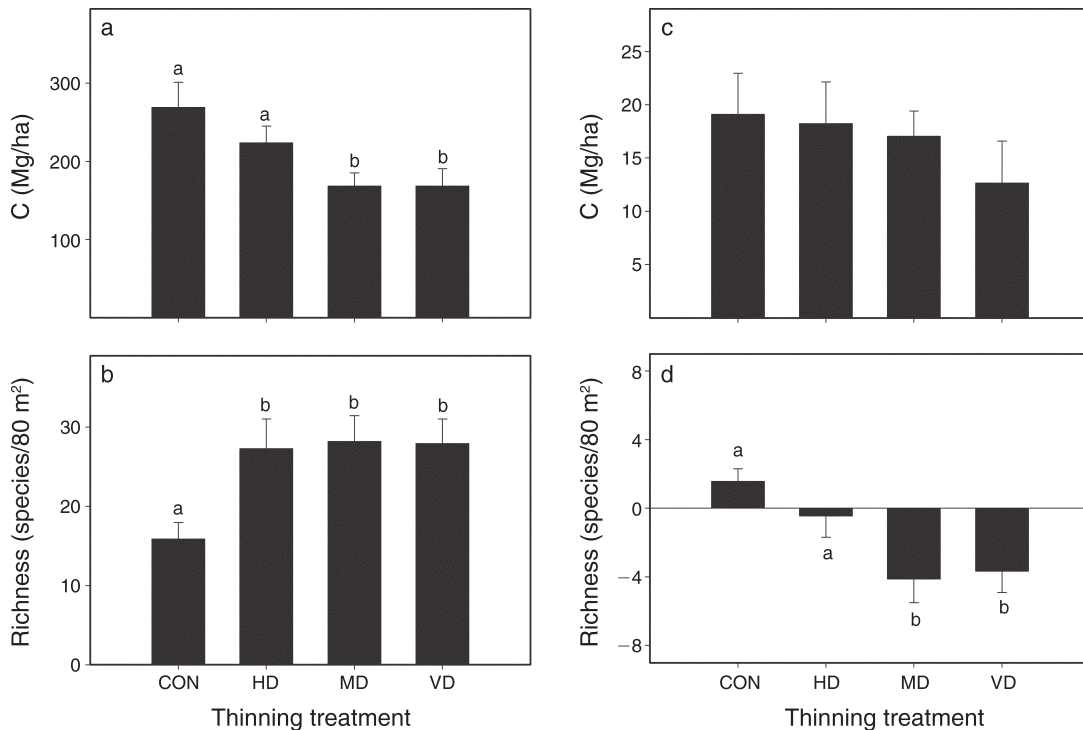 a
C (Mg/ha)
300
200
100
a
a
b
b
c
C (Mg/ha)
25
20
15
10
5
b
Richness (species/80 m²)
30
20
10
0
a
b
b
b
CON HD MD VD
Thinning treatment
d
Richness (species/80 m²)
8
4
0
−4
−8
a
a
b
b
CON HD MD VD
Thinning treatment